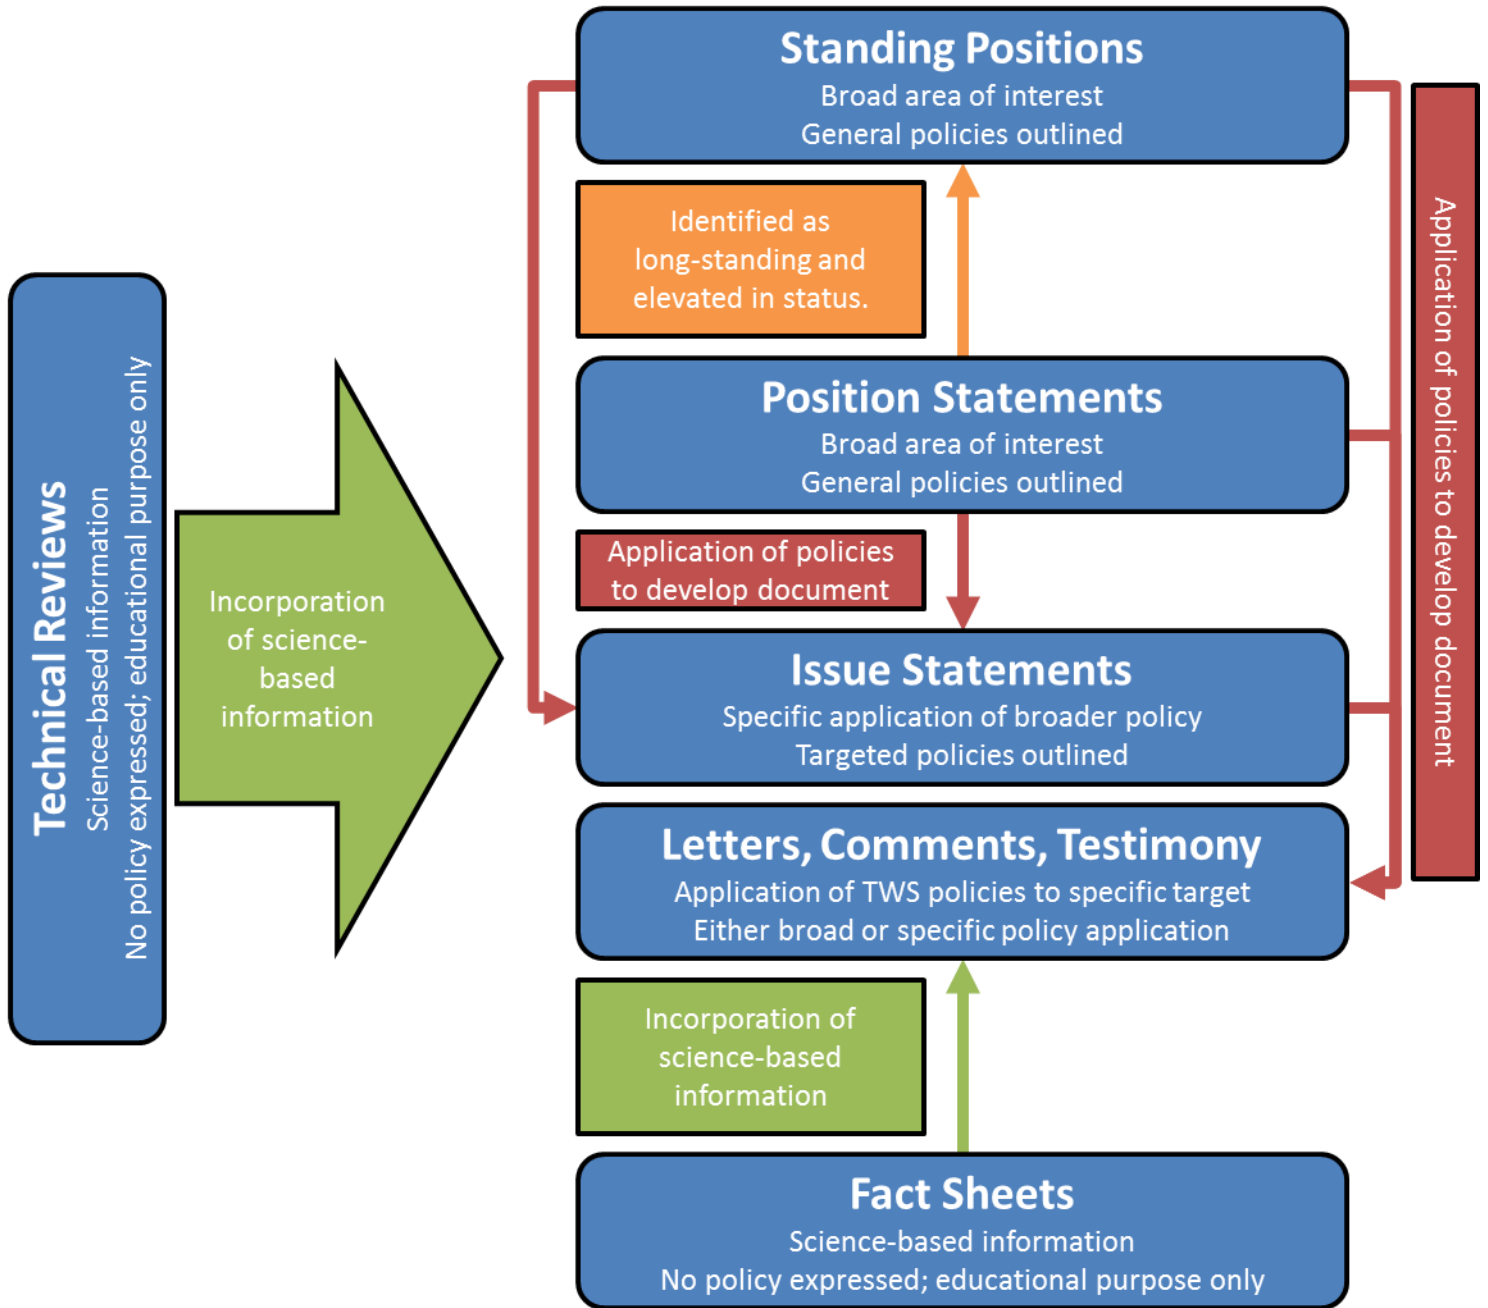 Standing Positions
Broad area of interest
General policies outlined
Identified as
long-standing and
elevated in status.
Position Statements
Broad area of interest
General policies outlined
Application of policies
to develop document
Issue Statements
Specific application of broader policy
Targeted policies outlined
Letters, Comments, Testimony
Application of TWS policies to specific target
Either broad or specific policy application
Incorporation of
science-based
information
Fact Sheets
Science-based information
No policy expressed; educational purpose only
Technical Reviews
Science-based information
No policy expressed; educational purpose only
Incorporation
of science-
based
information
Application of policies to develop document